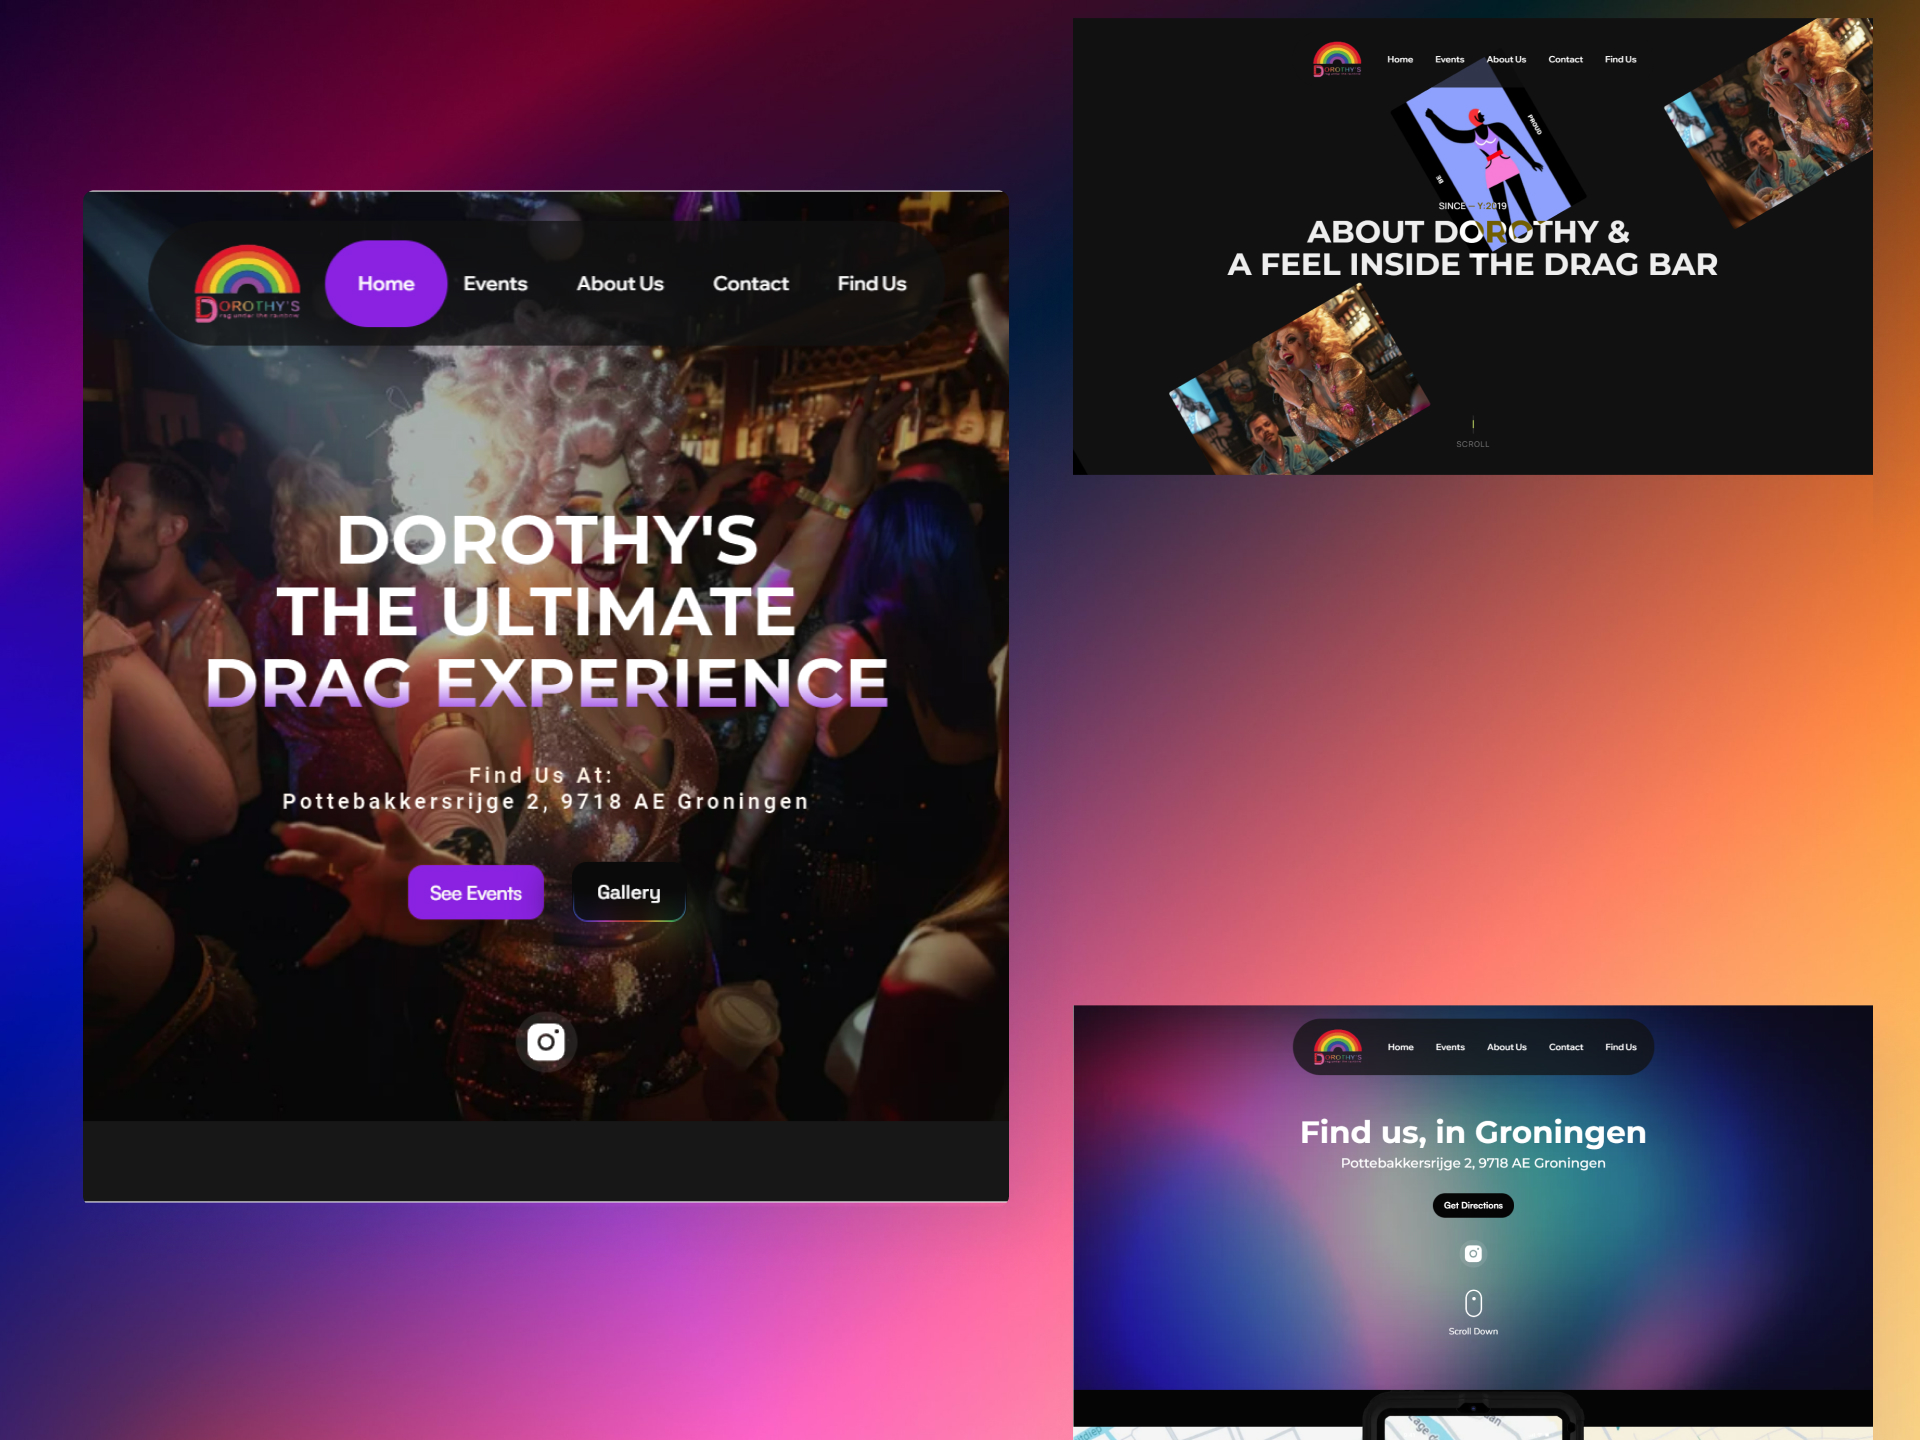 DOROTHY'S
rag under the rainbow
Home
Events
About Us
Contact
Find Us
DOROTHY'S
THE ULTIMATE
DRAG EXPERIENCE
Find Us At:
Pottebakkersrijge 2, 9718 AE Groningen
See Events
Gallery
DOROTHY'S
Home
Events
About Us
Contact
Find Us
PROUD
BE
SINCE – Y:2019
ABOUT DOROTHY &
A FEEL INSIDE THE DRAG BAR
SCROLL
DOROTHY'S
Home
Events
About Us
Contact
Find Us
Find us, in Groningen
Pottebakkersrijge 2, 9718 AE Groningen
Get Directions
Scroll Down